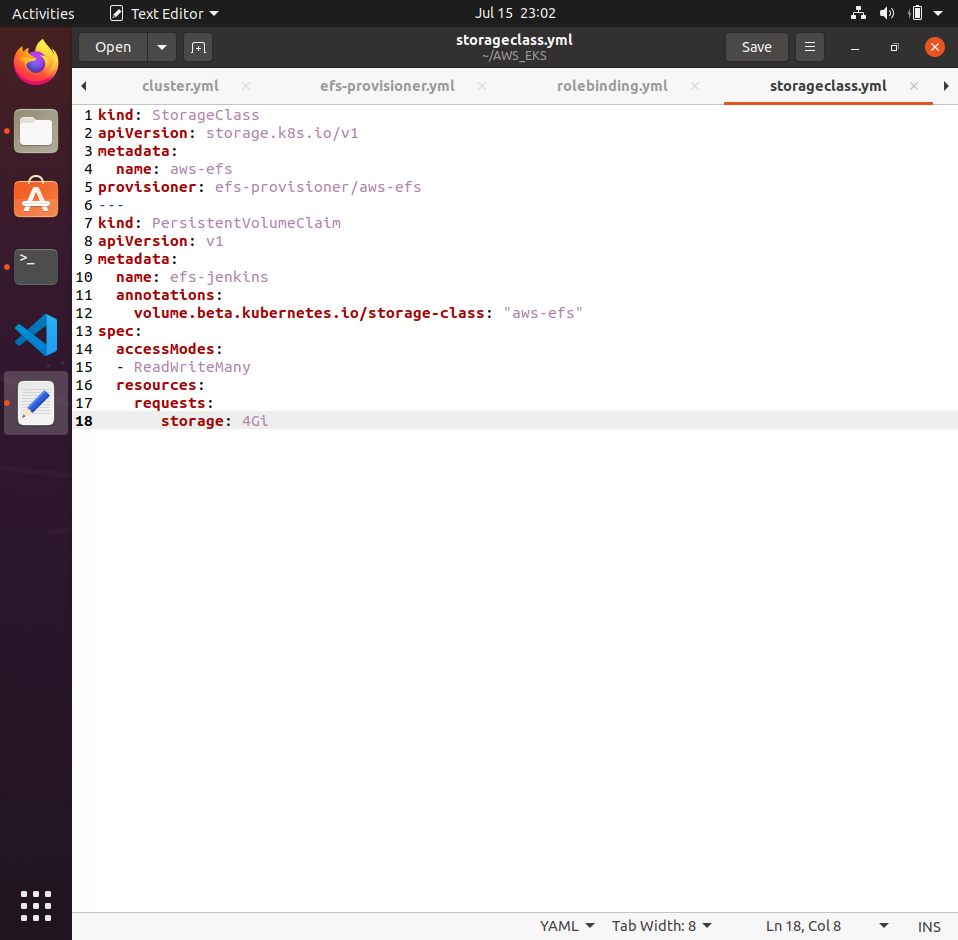 Activities Text Editor Jul 15 23:02
Open storageclass.yml Save
~/AWS_EKS
cluster.yml efs-provisioner.yml rolebinding.yml storageclass.yml
1 kind: StorageClass
2 apiVersion: storage.k8s.io/v1
3 metadata:
4   name: aws-efs
5 provisioner: efs-provisioner/aws-efs
6 ---
7 kind: PersistentVolumeClaim
8 apiVersion: v1
9 metadata:
10   name: efs-jenkins
11   annotations:
12     volume.beta.kubernetes.io/storage-class: "aws-efs"
13 spec:
14   accessModes:
15   - ReadWriteMany
16   resources:
17     requests:
18        storage: 4Gi
YAML Tab Width: 8 Ln 18, Col 8 INS